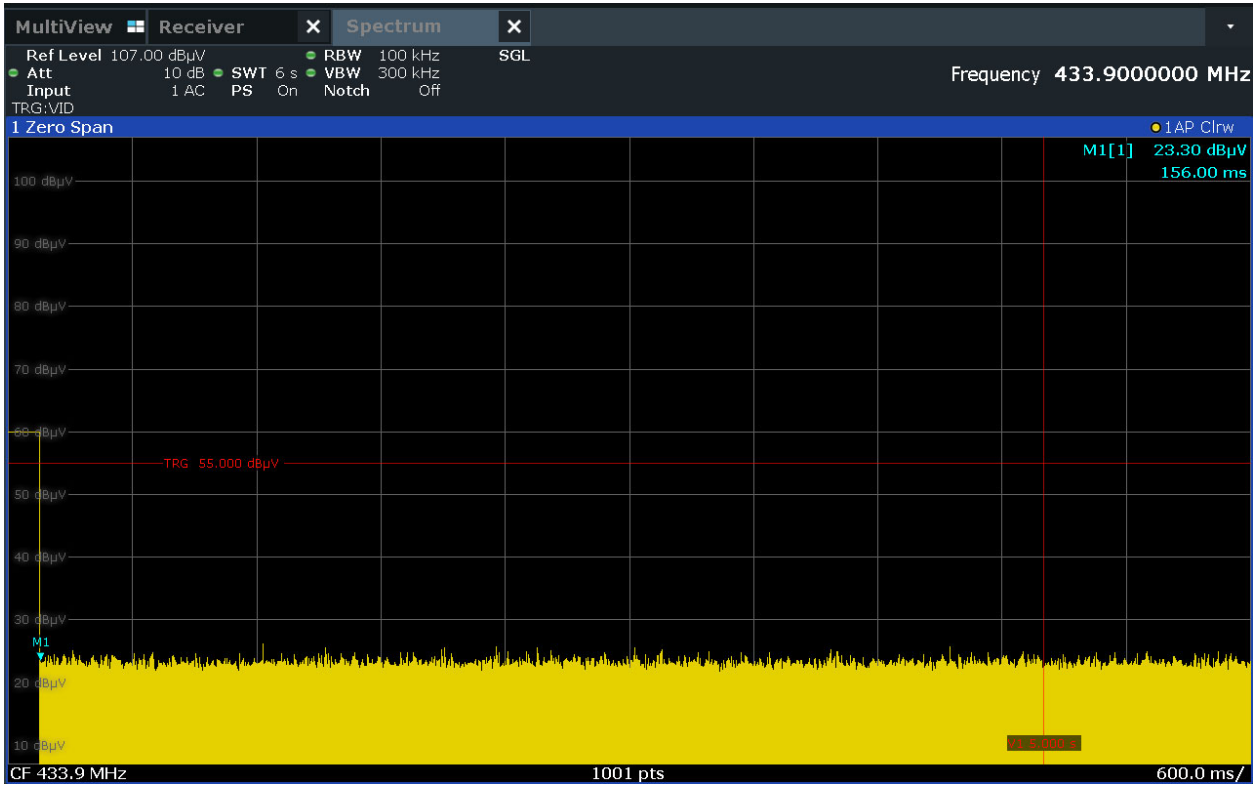 MultiView Receiver X Spectrum X
Ref Level 107.00 dBµV RBW 100 kHz SGL
Att 10 dB SWT 6 s VBW 300 kHz
Input 1 AC PS On Notch Off
Frequency 433.9000000 MHz
TRG:VID
1 Zero Span 1AP Clrw
M1[1] 23.30 dBµV
156.00 ms
100 dBµV
90 dBµV
80 dBµV
70 dBµV
60 dBµV
TRG 55.000 dBµV
50 dBµV
40 dBµV
30 dBµV
M1
20 dBµV
V1 5.000 s
10 dBµV
CF 433.9 MHz 1001 pts 600.0 ms/